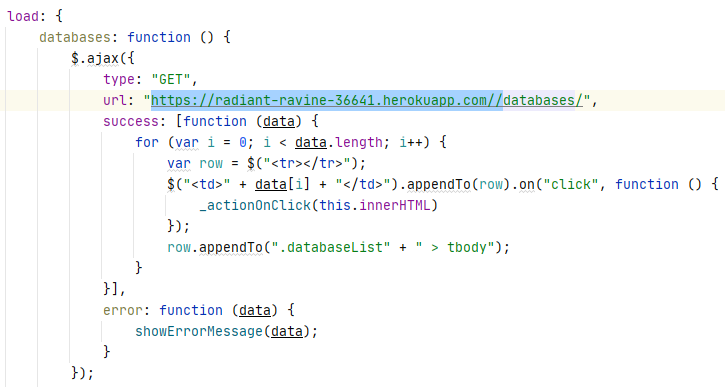 load: {
    databases: function () {
        $.ajax({
            type: "GET",
            url: "https://radiant-ravine-36641.herokuapp.com//databases/",
            success: [function (data) {
                for (var i = 0; i < data.length; i++) {
                    var row = $("<tr></tr>");
                    $("<td>" + data[i] + "</td>").appendTo(row).on("click", function () {
                        _actionOnClick(this.innerHTML)
                    });
                    row.appendTo(".databaseList" + " > tbody");
                }
            }],
            error: function (data) {
                showErrorMessage(data);
            }
        });